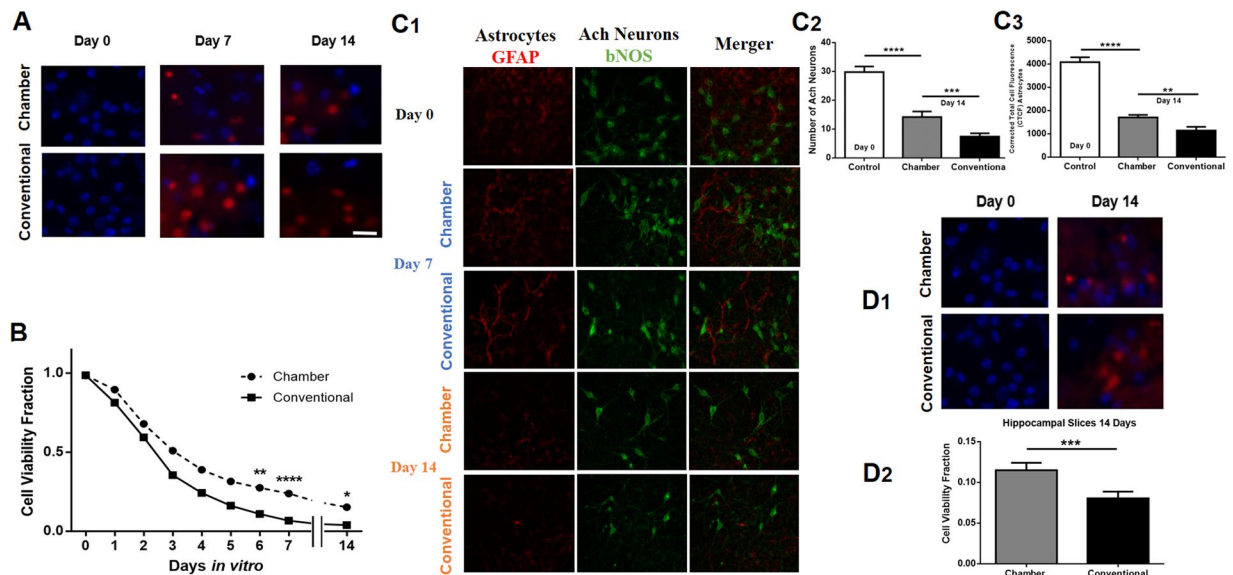 A
Day 0
Day 7
Day 14
Chamber
Conventional
B
Cell Viability Fraction
1.0
0.5
0.0
Chamber
Conventional
**
****
*
0 1 2 3 4 5 6 7 14
Days in vitro
C1
Astrocytes
GFAP
Ach Neurons
bNOS
Merger
Day 0
Day 7
Chamber
Conventional
Day 14
Chamber
Conventional
C2
Number of Ach Neurons
40
30
20
10
0
****
***
Day 14
Day 0
Control Chamber Conventiona
C3
Corrected Total Cell Fluorescence
(CTCF) Astrocytes
5000
4000
3000
2000
1000
0
****
**
Day 14
Day 0
Control Chamber Conventional
D1
Day 0
Day 14
Chamber
Conventional
D2
Hippocampal Slices 14 Days
Cell Viability Fraction
0.15
0.10
0.05
0.00
***
Chamber Conventional